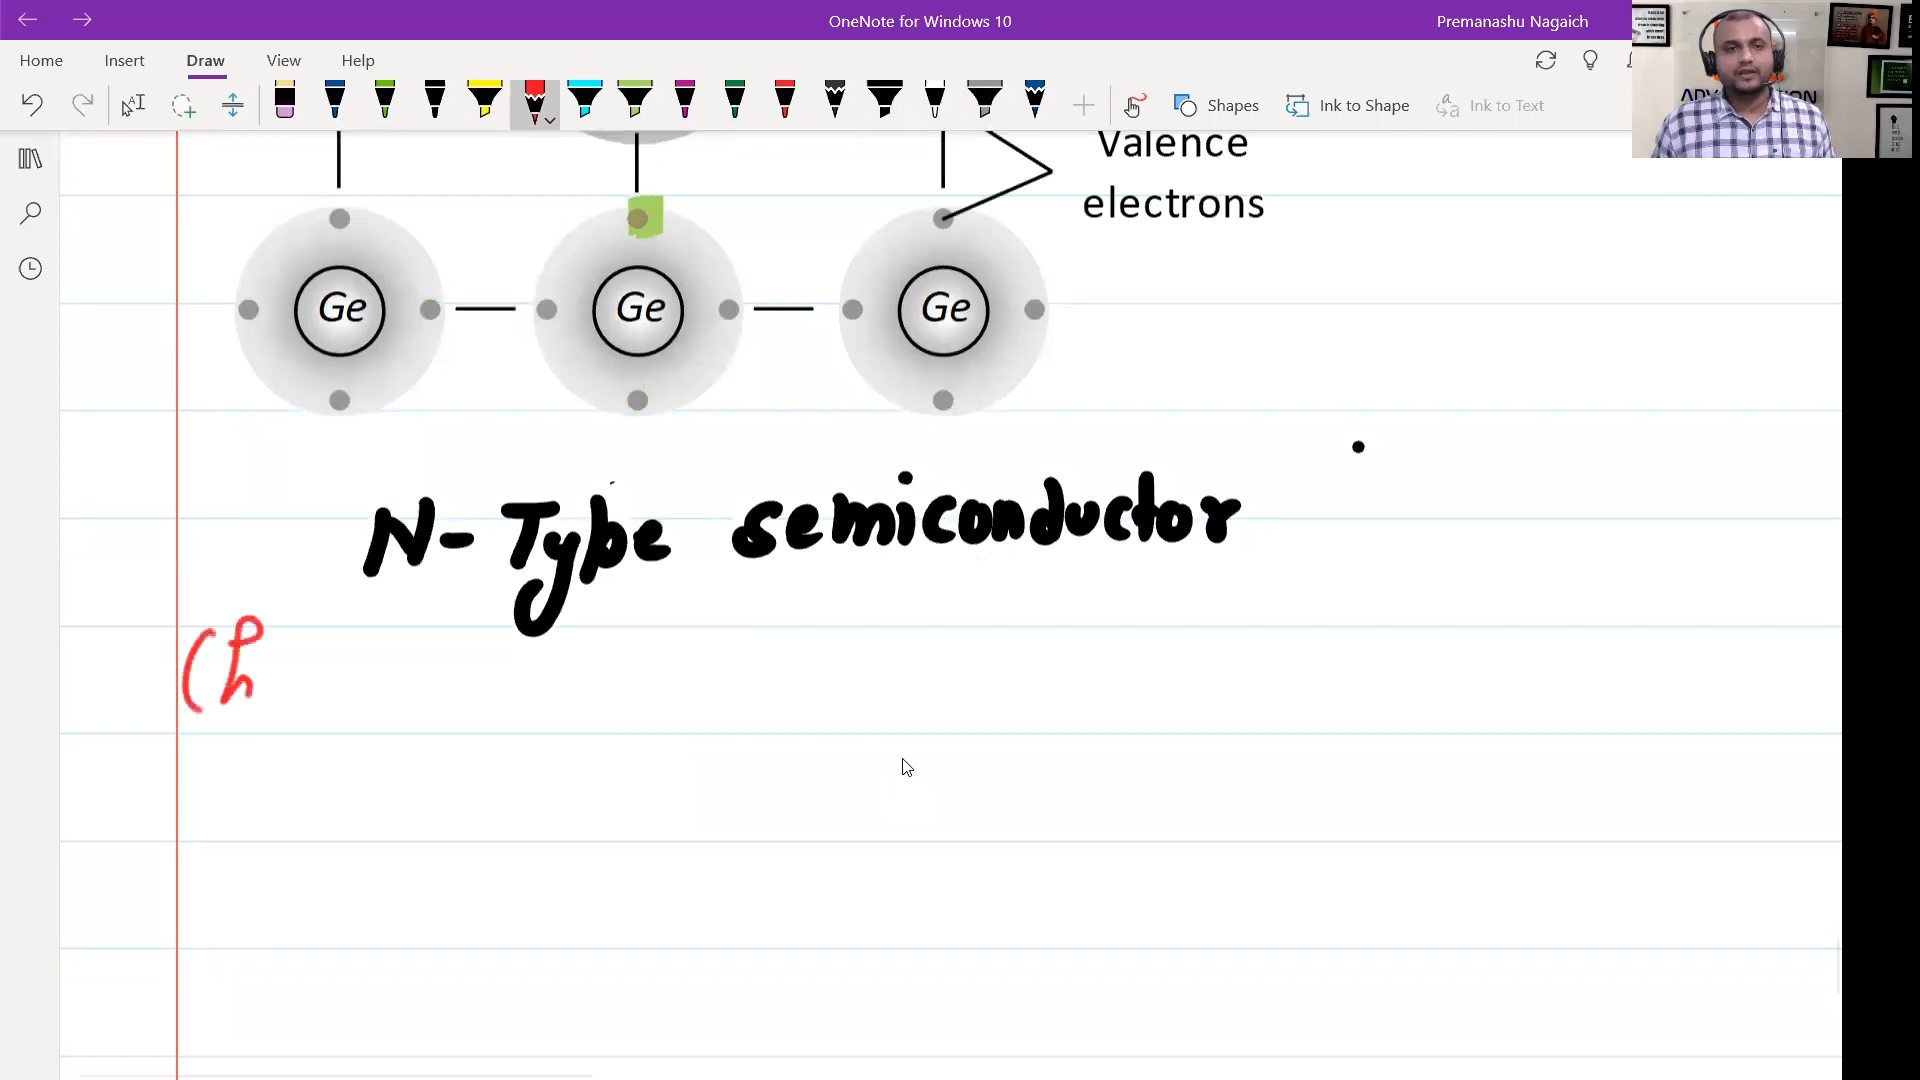 OneNote for Windows 10
Premanashu Nagaich
Home Insert Draw View Help
Shapes Ink to Shape Ink to Text
Valence
electrons
Ge Ge Ge
N-Type semiconductor